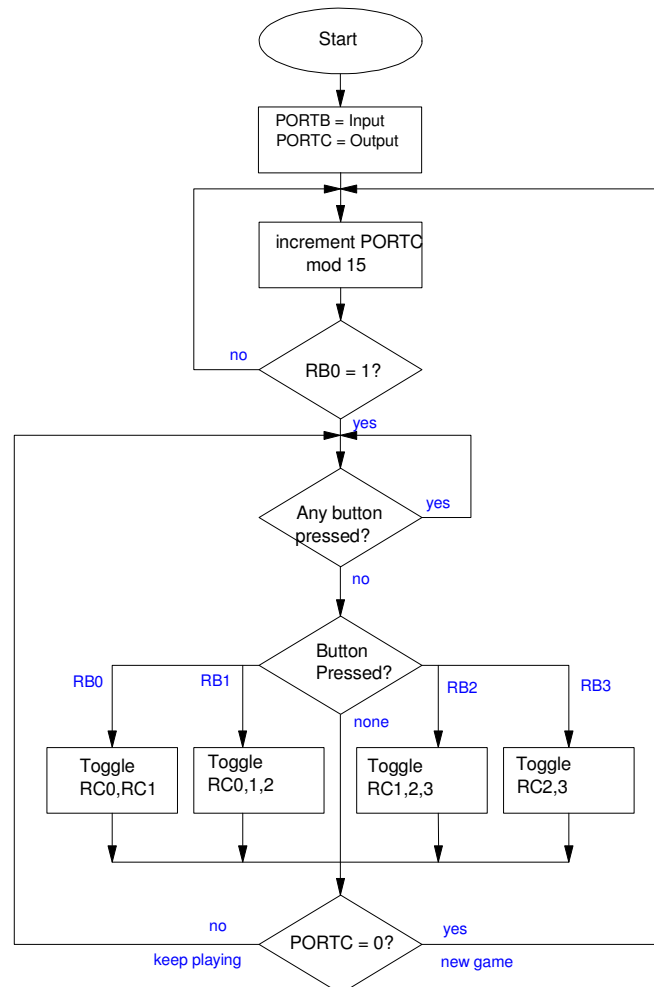 Start
PORTB = Input
PORTC = Output
increment PORTC
mod 15
no
RB0 = 1?
yes
Any button
pressed?
yes
no
Button
Pressed?
RB0
RB1
RB2
RB3
none
Toggle
RC0,RC1
Toggle
RC0,1,2
Toggle
RC1,2,3
Toggle
RC2,3
no
keep playing
PORTC = 0?
yes
new game